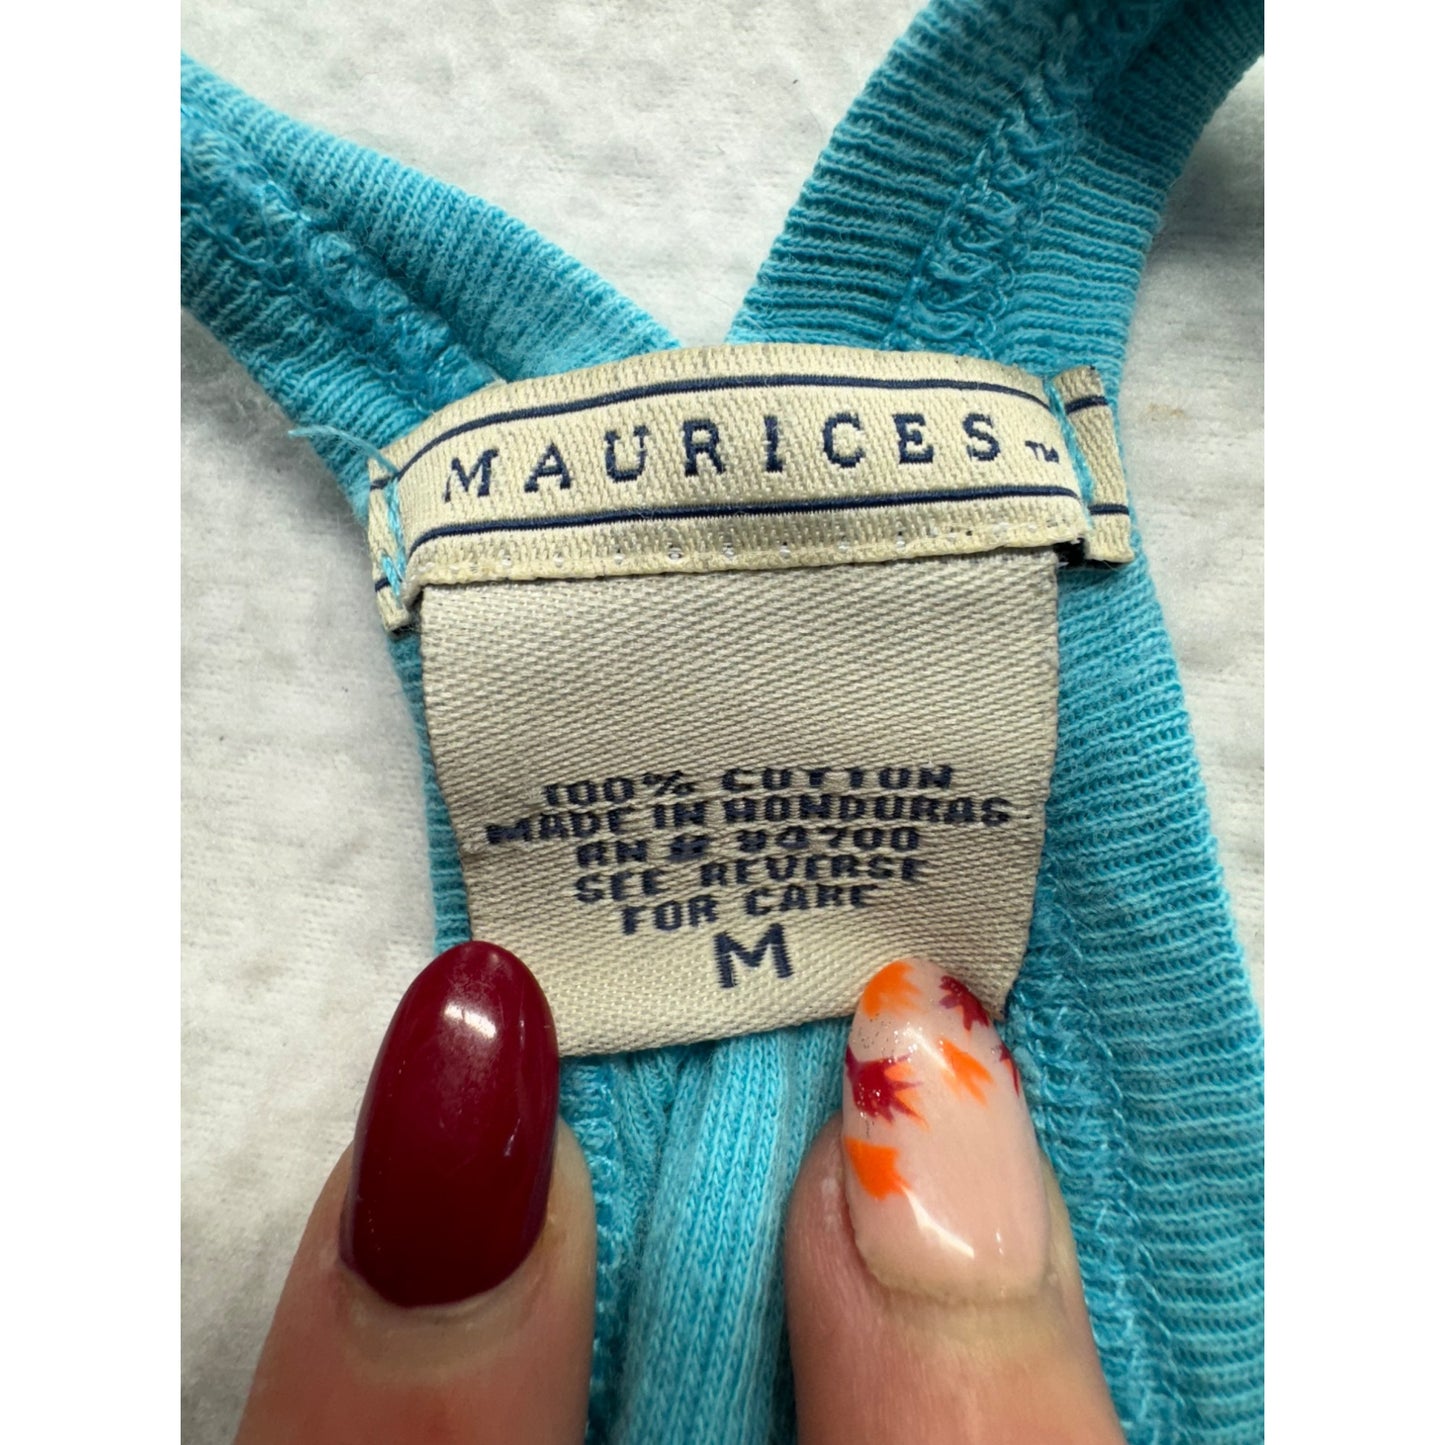 MAURICES™
100% COTTON
MADE IN HONDURAS
RN # 94700
SEE REVERSE
FOR CARE
M